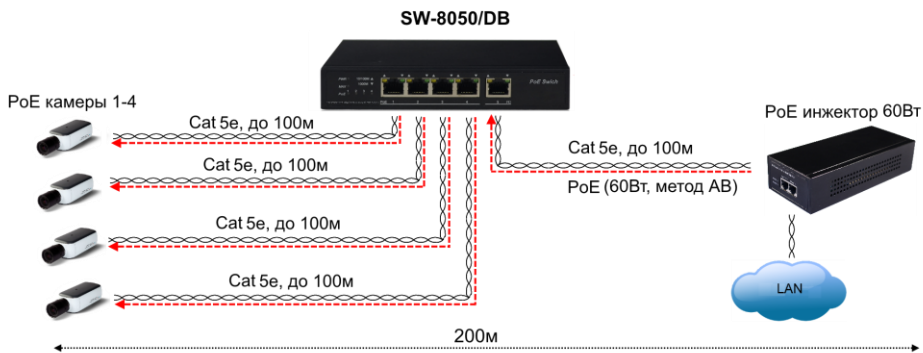 SW-8050/DB
PoE Switch
PoE камеры 1-4
PoE инжектор 60Вт
Cat 5e, до 100м
Cat 5e, до 100м
Cat 5e, до 100м
PoE (60Вт, метод AB)
Cat 5e, до 100м
Cat 5e, до 100м
LAN
200м